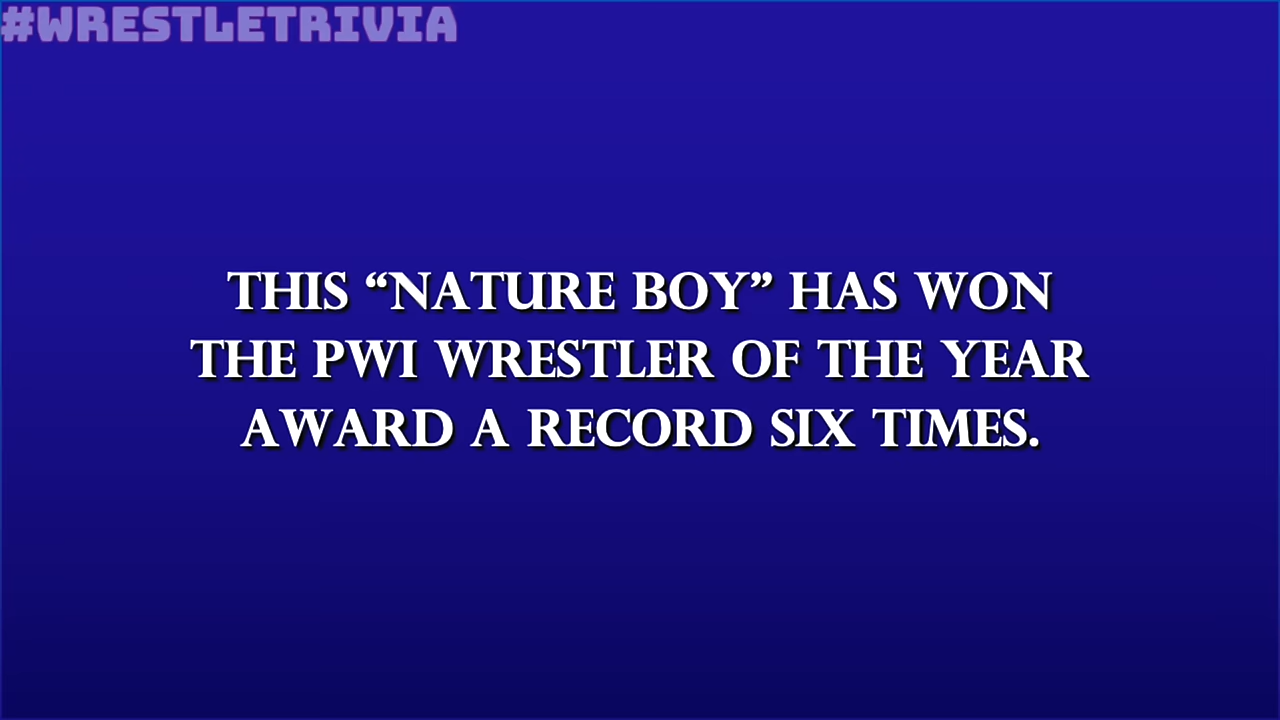 #WRESTLETRIVIA
THIS “NATURE BOY” HAS WON
THE PWI WRESTLER OF THE YEAR
AWARD A RECORD SIX TIMES.